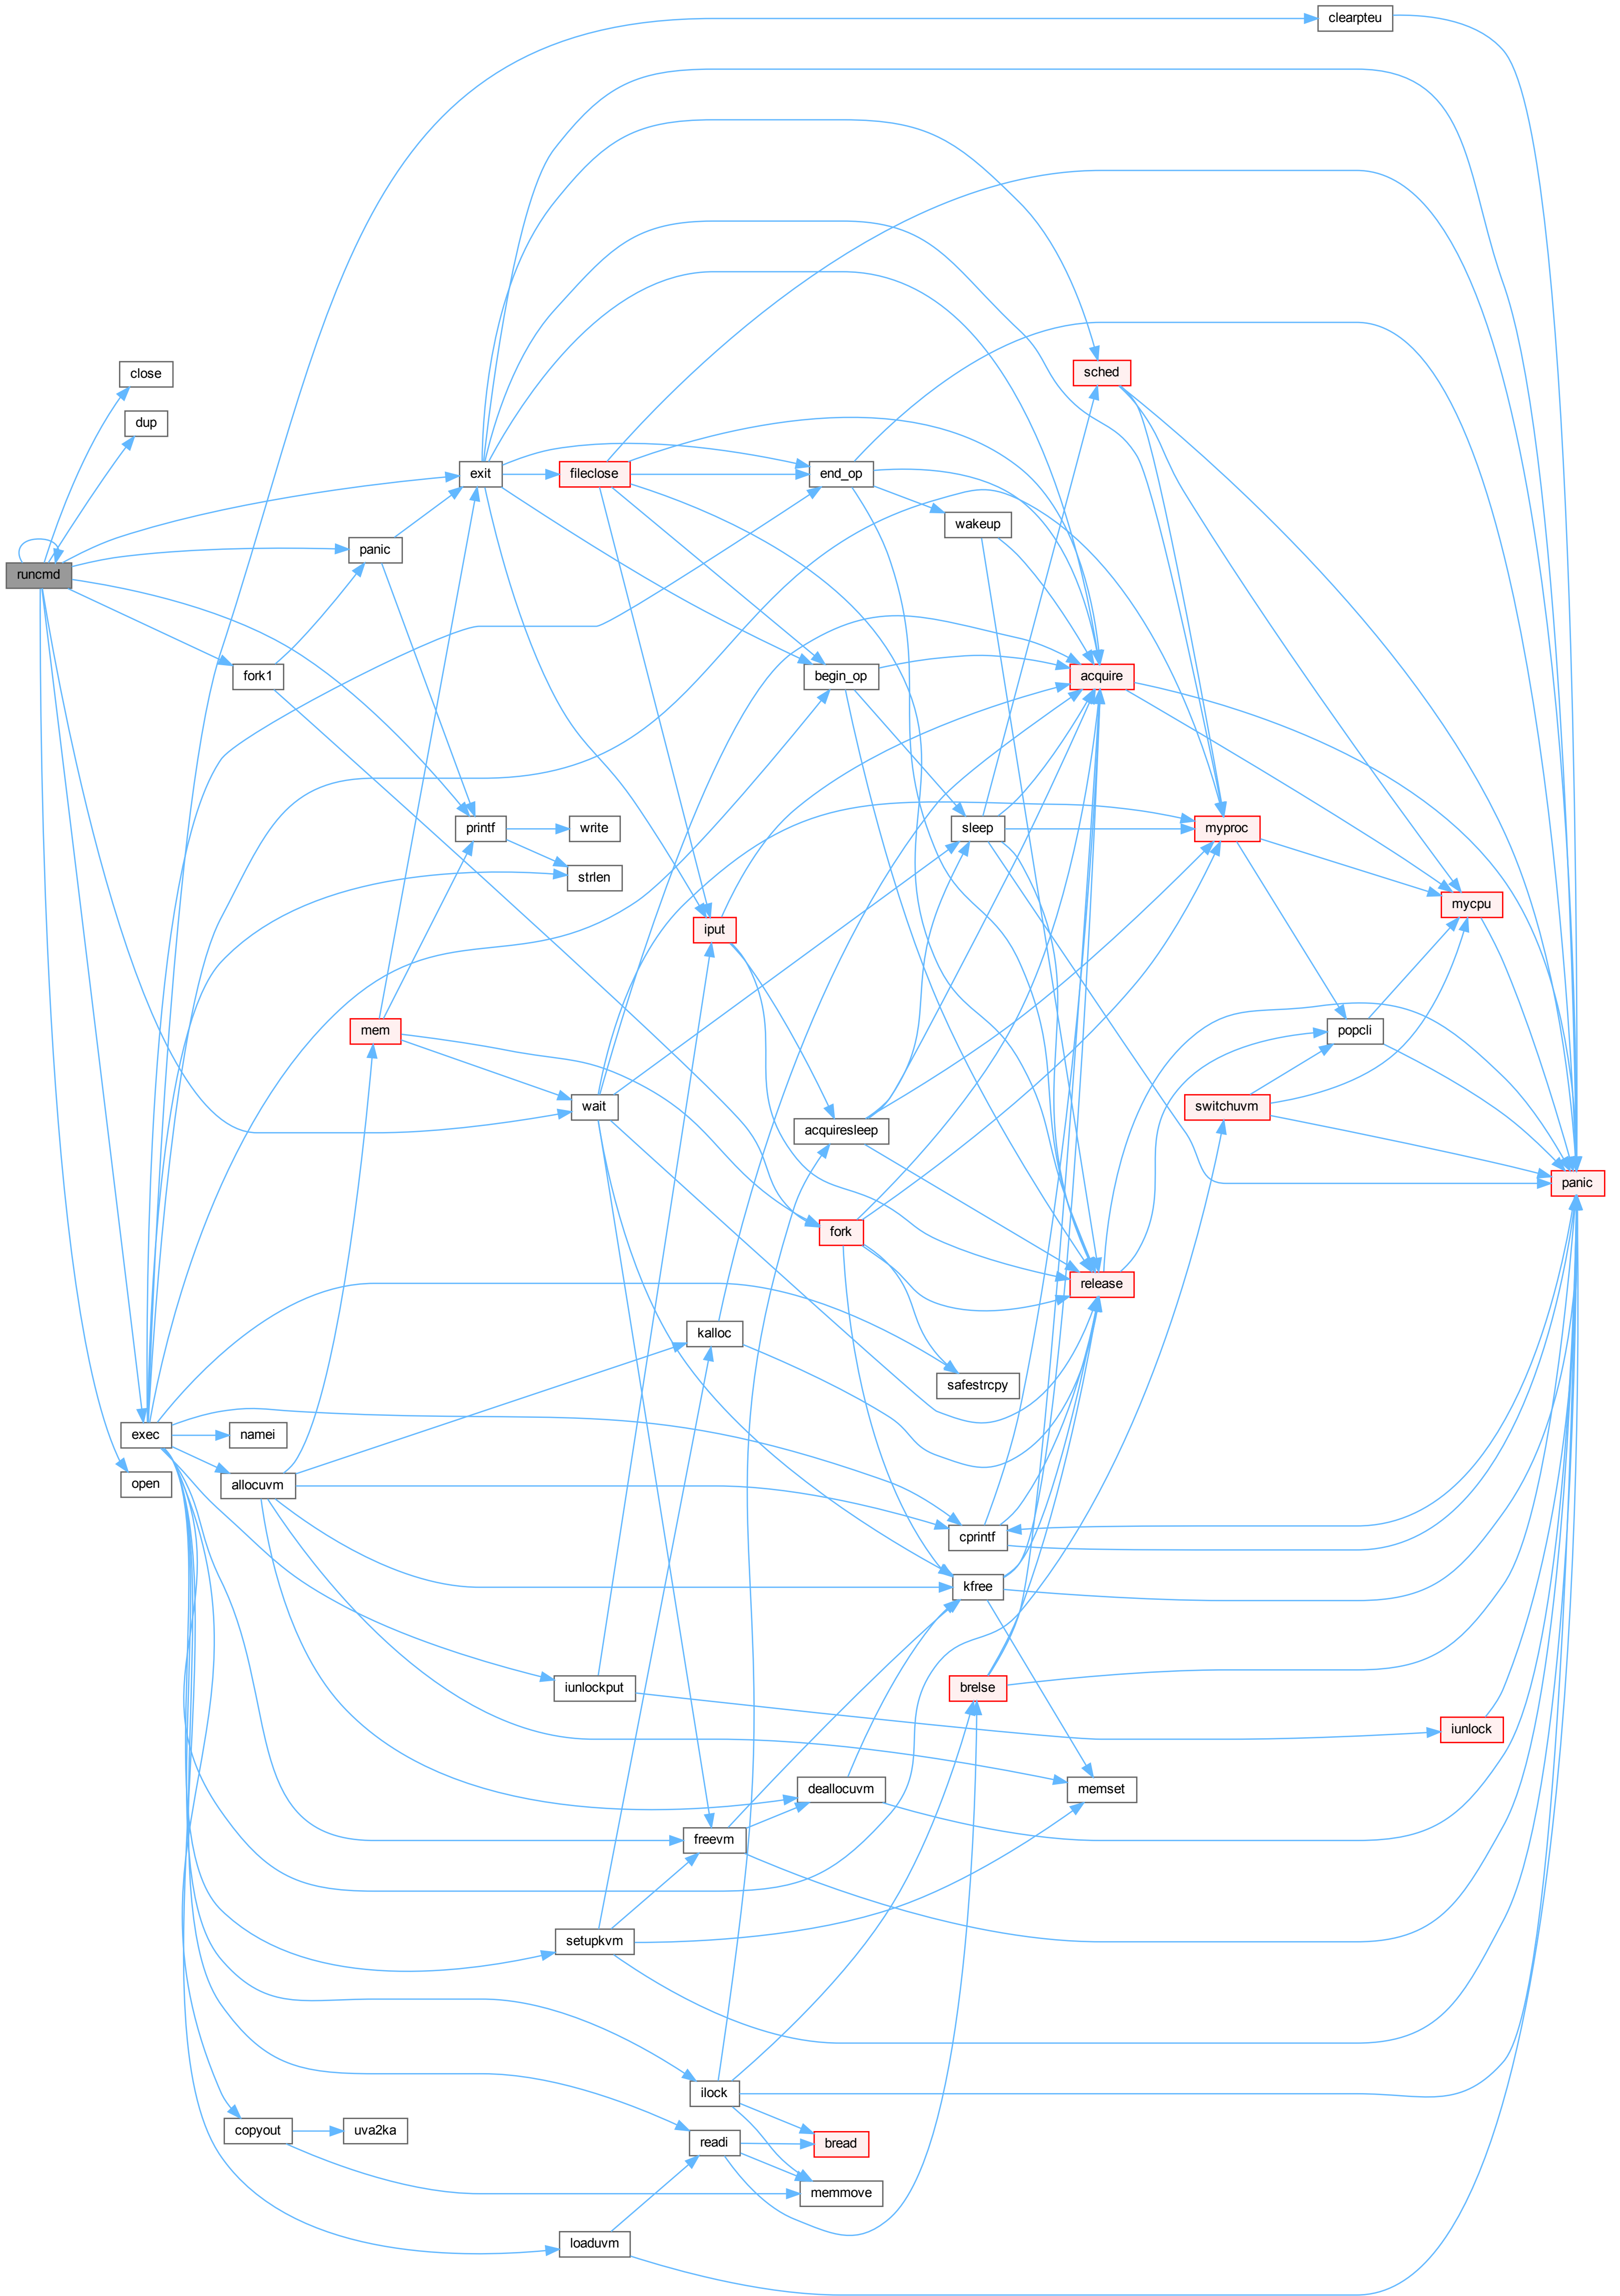 clearpteu
close
sched
dup
exit
fileclose
end_op
wakeup
panic
runcmd
fork1
begin_op
acquire
printf
write
sleep
myproc
strlen
mycpu
iput
mem
popcli
wait
switchuvm
acquiresleep
panic
fork
release
kalloc
safestrcpy
exec
namei
open
allocuvm
cprintf
kfree
iunlockput
brelse
iunlock
deallocuvm
memset
freevm
setupkvm
ilock
copyout
uva2ka
readi
bread
memmove
loaduvm